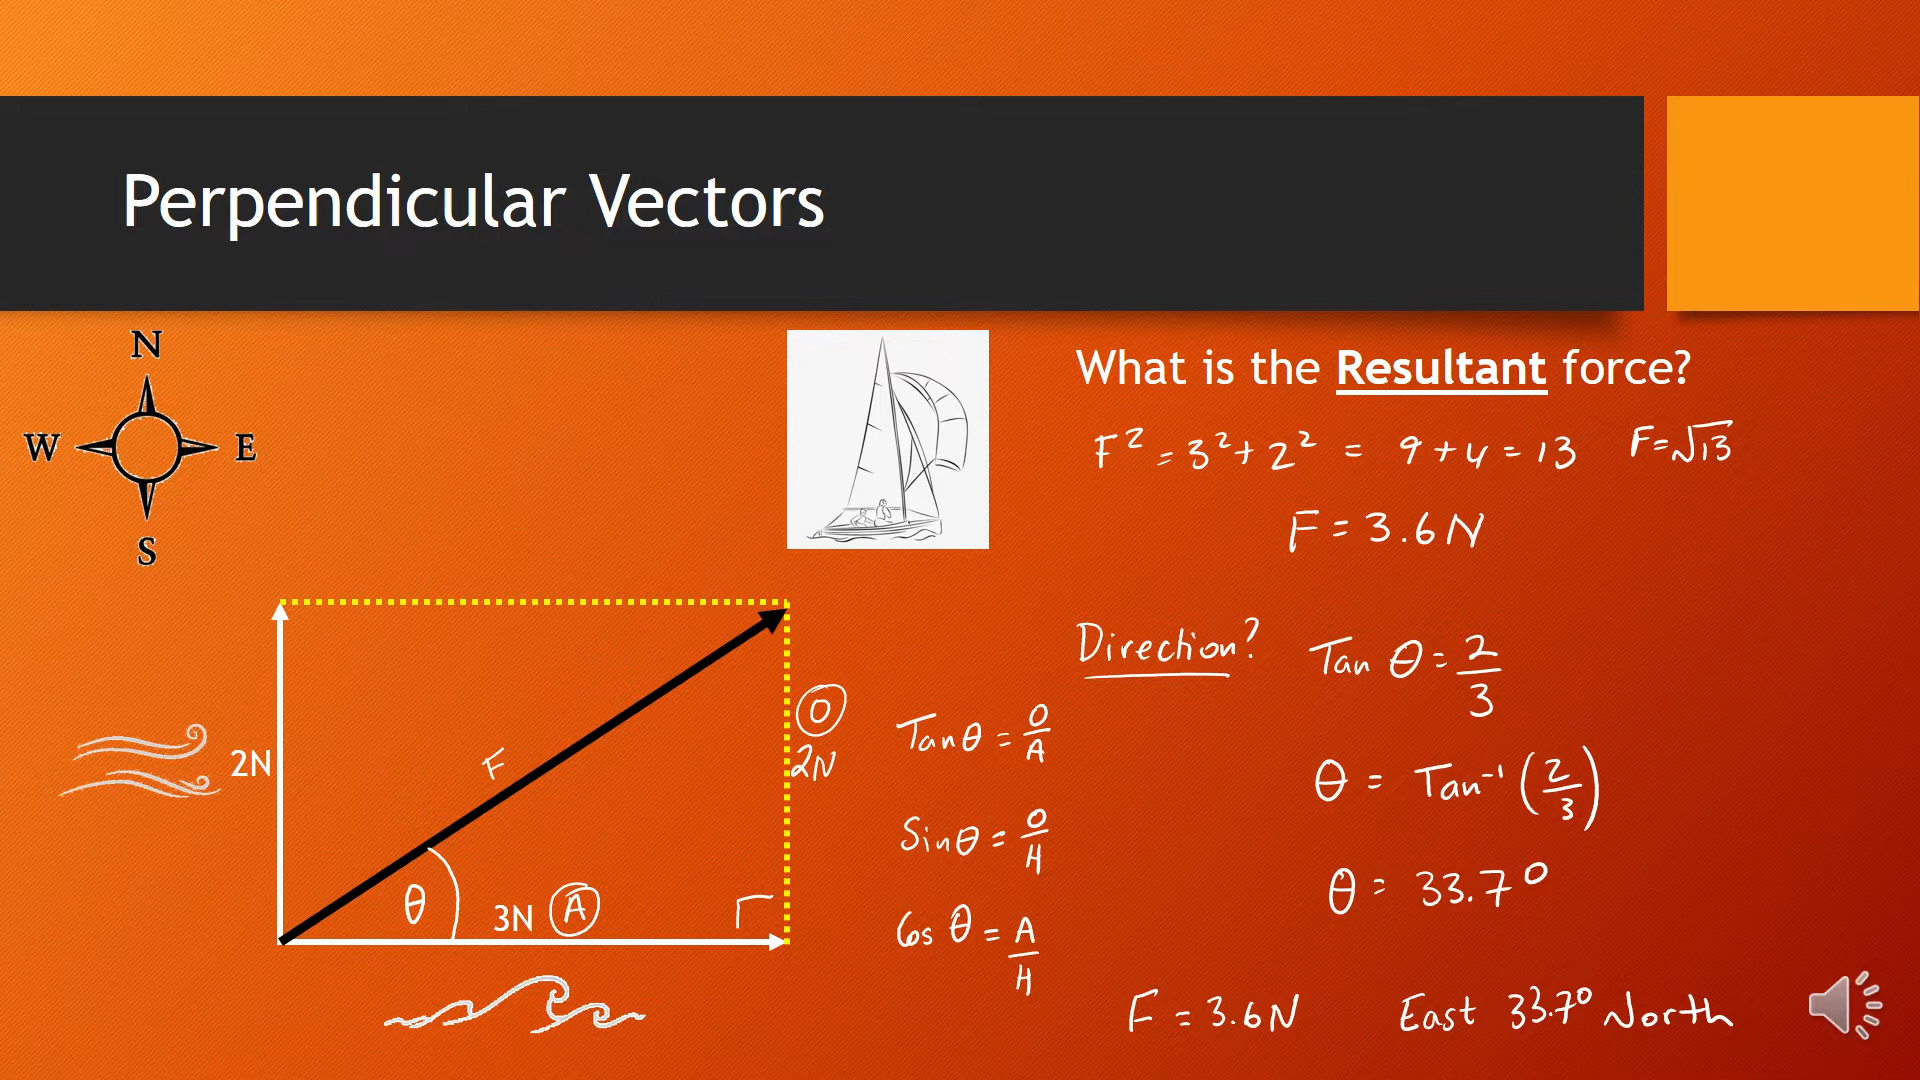 Perpendicular Vectors
N
W E
S
What is the Resultant force?
F² = 3² + 2² = 9 + 4 = 13 F = √13
F = 3.6 N
Direction? Tan θ = 2/3
θ = Tan⁻¹ (2/3)
θ = 33.7°
F = 3.6 N East 33.7° North
2N
F
θ
3N A
O
2N
Tan θ = O/A
Sin θ = O/H
Cos θ = A/H